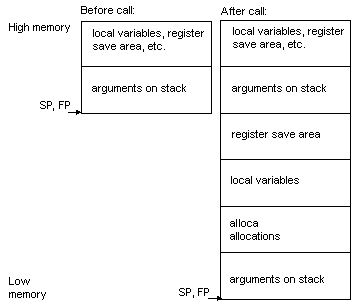 Before call:
After call:
High memory
local variables, register
save area, etc.
local variables, register
save area, etc.
arguments on stack
arguments on stack
SP, FP
register save area
local variables
alloca
allocations
Low
memory
arguments on stack
SP, FP